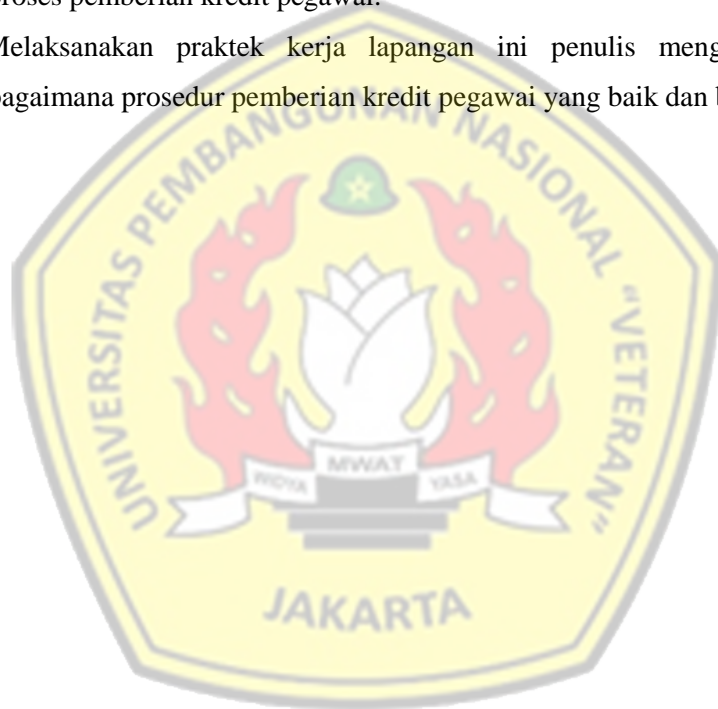 proses pemberian kredit pegawai.
Melaksanakan praktek kerja lapangan ini penulis meng
bagaimana prosedur pemberian kredit pegawai yang baik dan b
UNIVERSITAS PEMBANGUNAN NASIONAL "VETERAN"
WIDYA MWAT YASA
JAKARTA